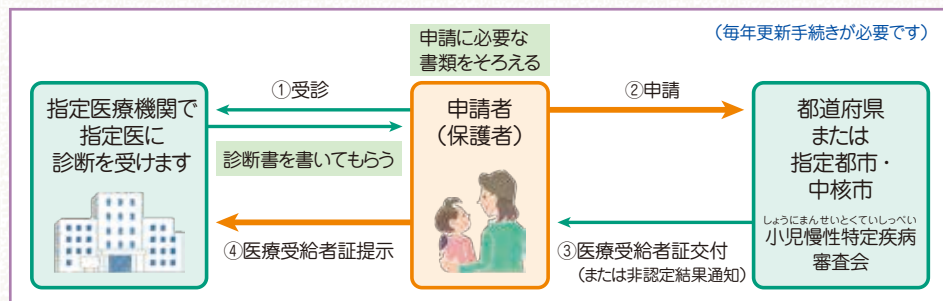 申請に必要な
書類をそろえる
（毎年更新手続きが必要です）
指定医療機関で
指定医に
診断を受けます
①受診
診断書を書いてもらう
④医療受給者証提示
申請者
（保護者）
②申請
③医療受給者証交付
（または非認定結果通知）
都道府県
または
指定都市・
中核市
しょうにまんせいとくていしっぺい
小児慢性特定疾病
審査会